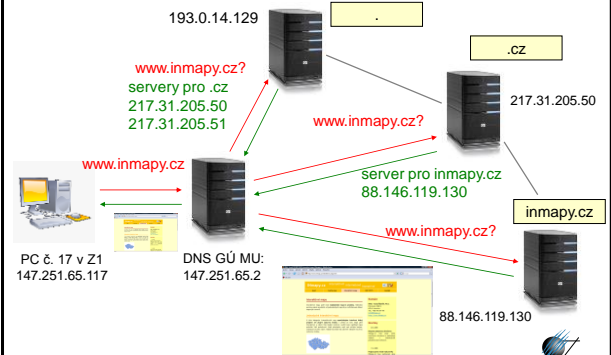 193.0.14.129
.
.cz
www.inmapy.cz?
servery pro .cz
217.31.205.50
217.31.205.51
217.31.205.50
www.inmapy.cz?
www.inmapy.cz
server pro inmapy.cz
88.146.119.130
inmapy.cz
www.inmapy.cz?
PC č. 17 v Z1
147.251.65.117
DNS GÚ MU:
147.251.65.2
88.146.119.130